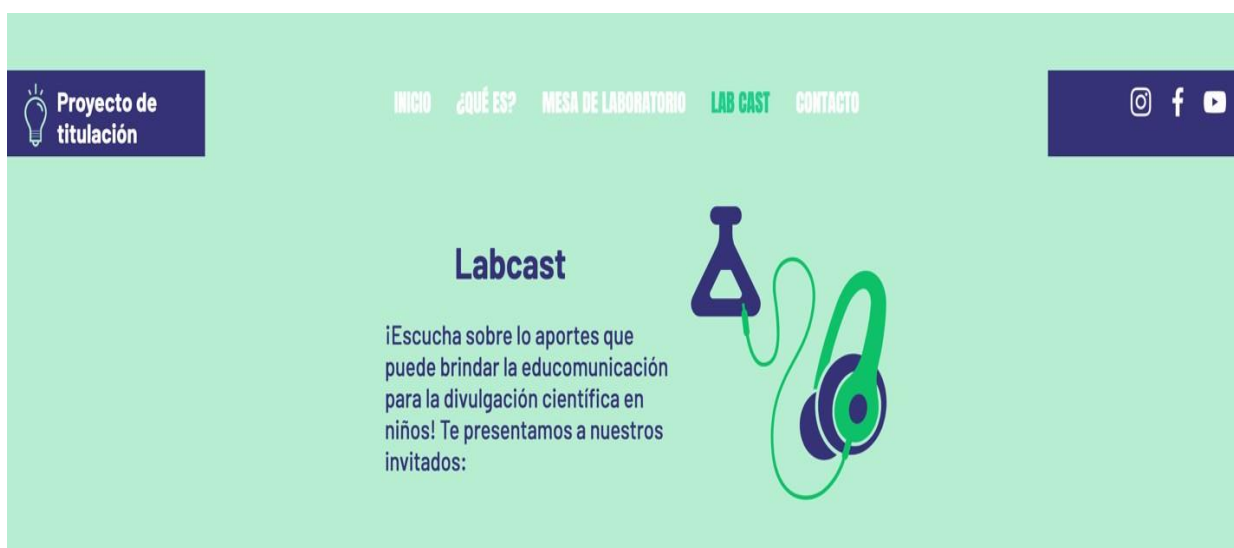 Proyecto de
titulación
INICIO ¿QUÉ ES? MESA DE LABORATORIO LAB CAST CONTACTO
Labcast
¡Escucha sobre lo aportes que
puede brindar la educomunicación
para la divulgación científica en
niños! Te presentamos a nuestros
invitados: